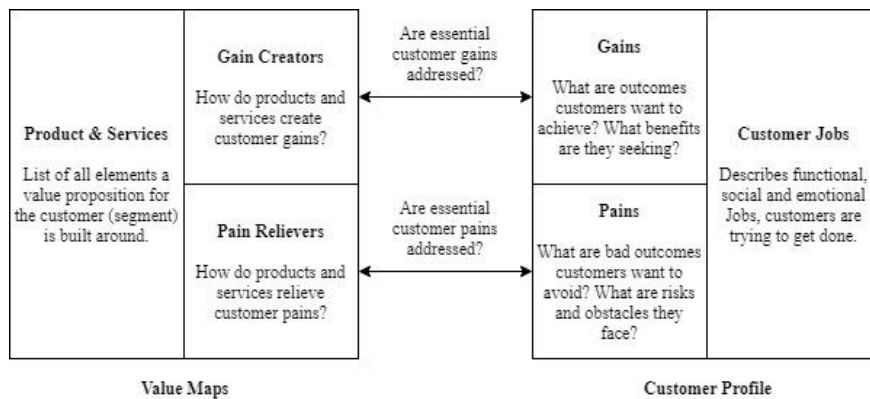 Product & Services
List of all elements a
value proposition for
the customer (segment)
is built around.
Gain Creators
How do products and
services create
customer gains?
Pain Relievers
How do products and
services relieve
customer pains?
Are essential
customer gains
addressed?
Are essential
customer pains
addressed?
Gains
What are outcomes
customers want to
achieve? What benefits
are they seeking?
Pains
What are bad outcomes
customers want to
avoid? What are risks
and obstacles they
face?
Customer Jobs
Describes functional,
social and emotional
Jobs, customers are
trying to get done.
Value Maps
Customer Profile